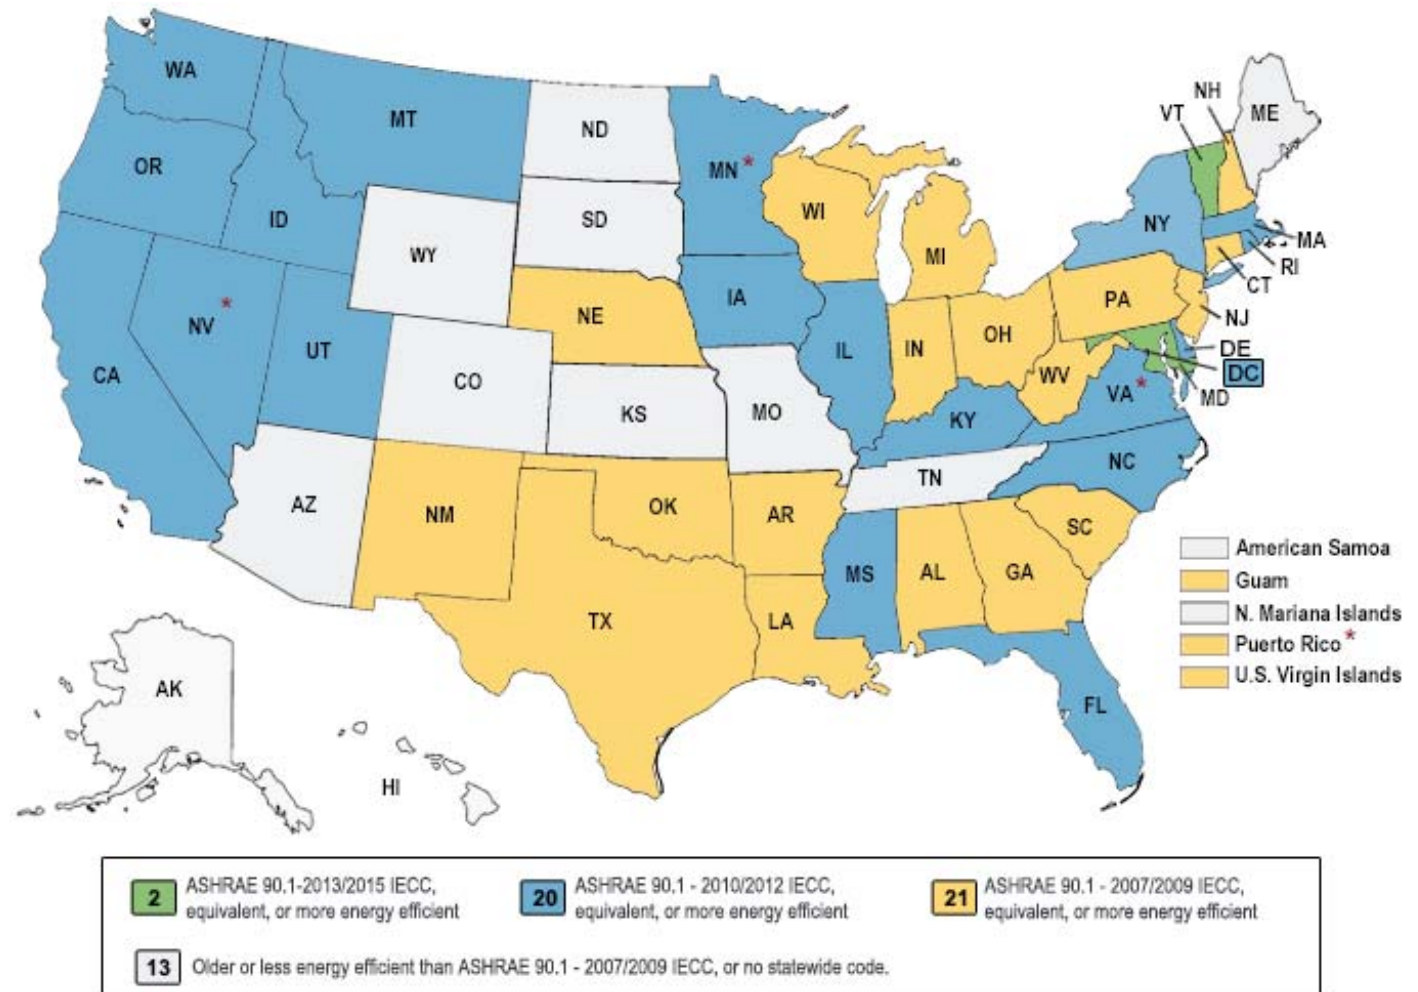 WA
MT
ND
MN *
OR
ID
SD
WI
MI
NY
VT
NH
ME
MA
RI
CT
WY
NV *
UT
CA
NE
IA
IL
IN
OH
PA
NJ
DE
DC
MD
WV
VA *
CO
KS
MO
KY
NC
TN
AZ
NM
OK
AR
SC
MS
AL
GA
TX
LA
FL
AK
HI
American Samoa
Guam
N. Mariana Islands
Puerto Rico *
U.S. Virgin Islands
2 ASHRAE 90.1-2013/2015 IECC,
equivalent, or more energy efficient
20 ASHRAE 90.1 - 2010/2012 IECC,
equivalent, or more energy efficient
21 ASHRAE 90.1 - 2007/2009 IECC,
equivalent, or more energy efficient
13 Older or less energy efficient than ASHRAE 90.1 - 2007/2009 IECC, or no statewide code.